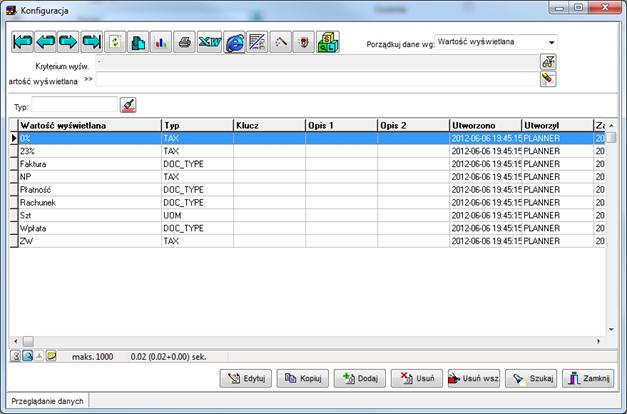 Konfiguracja
XW
SQL
Porządkuj dane wg: Wartość wyświetlana
Kryterium wyśw. -
artość wyświetlana >>
Typ:
Wartość wyświetlana Typ Klucz Opis 1 Opis 2 Utworzono Utworzył Za
0% TAX 2012-06-06 19:45:15 PLANNER 20
23% TAX 2012-06-06 19:45:15 PLANNER 20
Faktura DOC_TYPE 2012-06-06 19:45:15 PLANNER 20
NP TAX 2012-06-06 19:45:15 PLANNER 20
Płatność DOC_TYPE 2012-06-06 19:45:15 PLANNER 20
Rachunek DOC_TYPE 2012-06-06 19:45:15 PLANNER 20
Szt UOM 2012-06-06 19:45:15 PLANNER 20
Wpłata DOC_TYPE 2012-06-06 19:45:15 PLANNER 20
ZW TAX 2012-06-06 19:45:15 PLANNER 20
maks. 1000 0.02 (0.02+0.00) sek.
Edytuj Kopiuj Dodaj Usuń Usuń wsz. Szukaj Zamknij
Przeglądanie danych